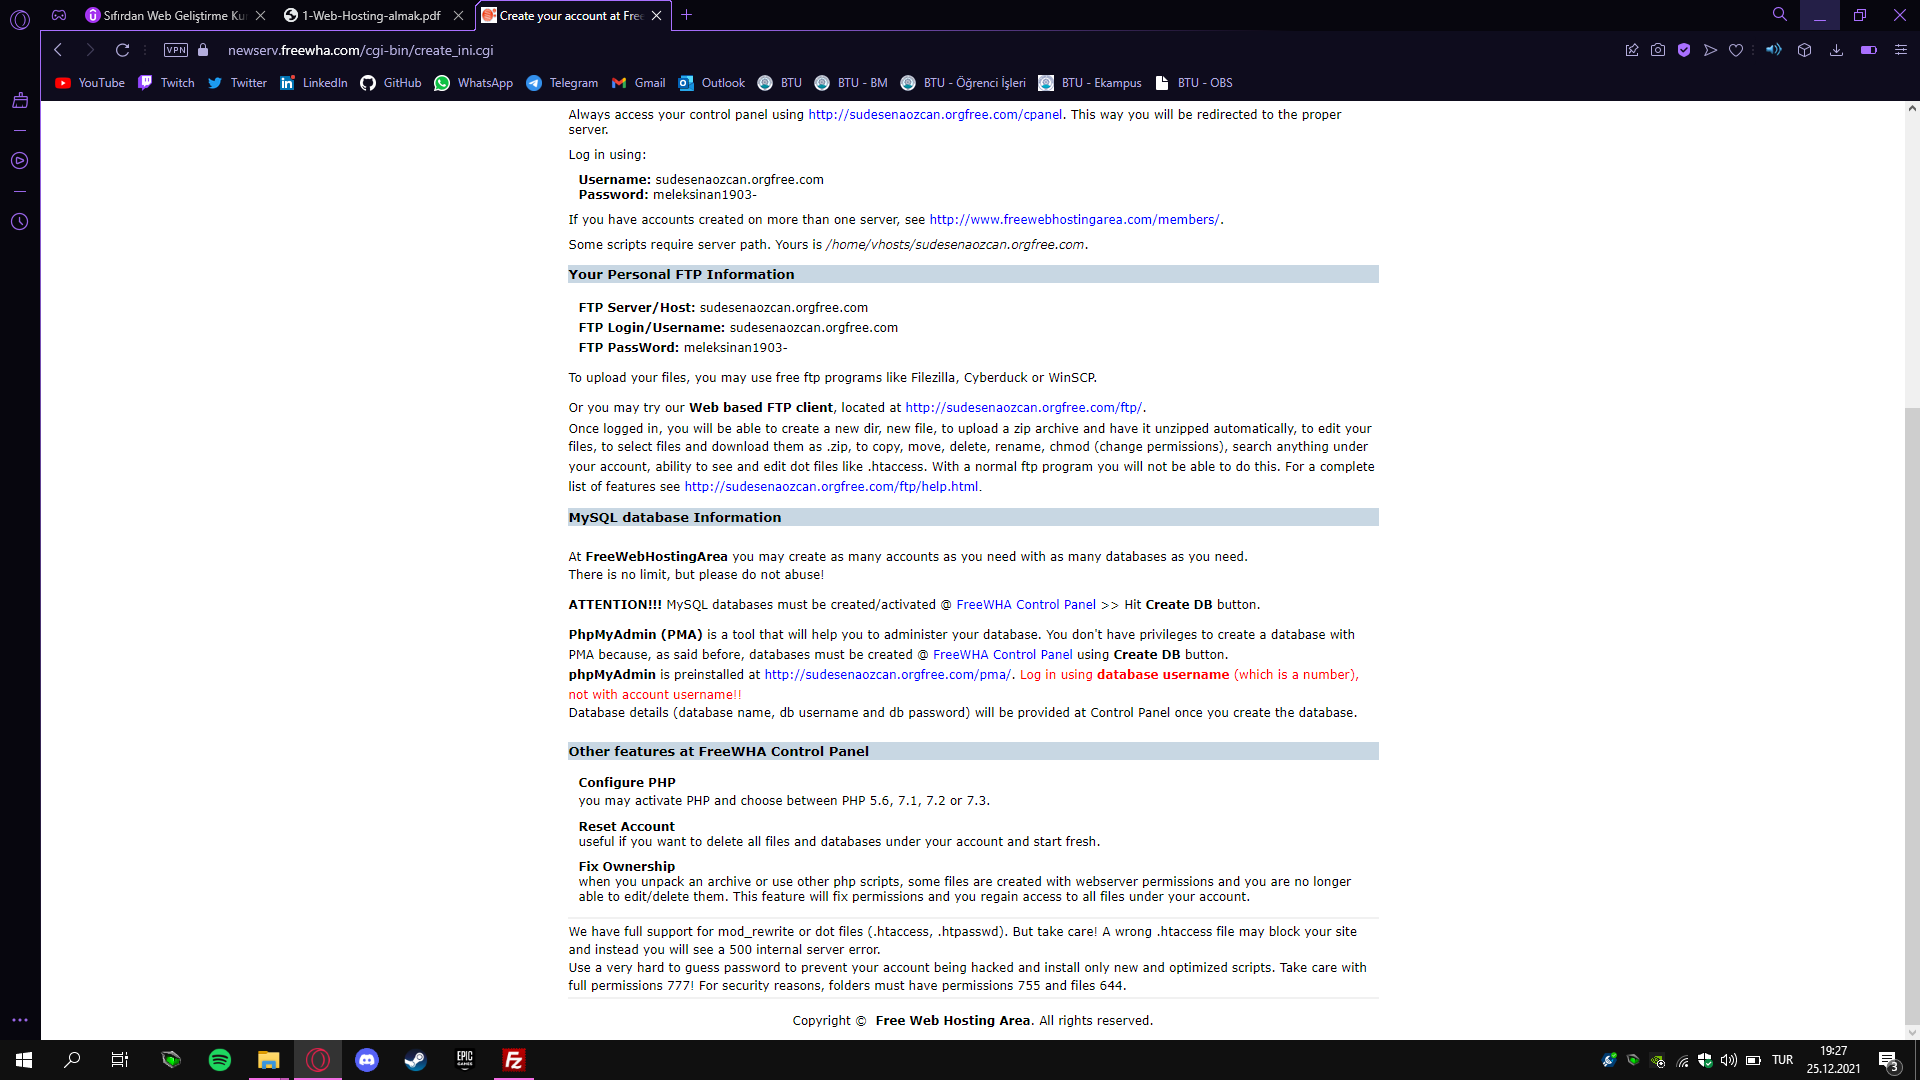 Sıfırdan Web Geliştirme Ku
1-Web-Hosting-almak.pdf
Create your account at Free
VPN
newserv.freewha.com/cgi-bin/create_ini.cgi
YouTube
Twitch
Twitter
LinkedIn
GitHub
WhatsApp
Telegram
Gmail
Outlook
BTU
BTU - BM
BTU - Öğrenci İşleri
BTU - Ekampus
BTU - OBS
Always access your control panel using http://sudesenaozcan.orgfree.com/cpanel. This way you will be redirected to the proper
server.
Log in using:
Username: sudesenaozcan.orgfree.com
Password: meleksinan1903-
If you have accounts created on more than one server, see http://www.freewebhostingarea.com/members/.
Some scripts require server path. Yours is /home/vhosts/sudesenaozcan.orgfree.com.
Your Personal FTP Information
FTP Server/Host: sudesenaozcan.orgfree.com
FTP Login/Username: sudesenaozcan.orgfree.com
FTP PassWord: meleksinan1903-
To upload your files, you may use free ftp programs like Filezilla, Cyberduck or WinSCP.
Or you may try our Web based FTP client, located at http://sudesenaozcan.orgfree.com/ftp/.
Once logged in, you will be able to create a new dir, new file, to upload a zip archive and have it unzipped automatically, to edit your
files, to select files and download them as .zip, to copy, move, delete, rename, chmod (change permissions), search anything under
your account, ability to see and edit dot files like .htaccess. With a normal ftp program you will not be able to do this. For a complete
list of features see http://sudesenaozcan.orgfree.com/ftp/help.html.
MySQL database Information
At FreeWebHostingArea you may create as many accounts as you need with as many databases as you need.
There is no limit, but please do not abuse!
ATTENTION!!! MySQL databases must be created/activated @ FreeWHA Control Panel >> Hit Create DB button.
PhpMyAdmin (PMA) is a tool that will help you to administer your database. You don't have privileges to create a database with
PMA because, as said before, databases must be created @ FreeWHA Control Panel using Create DB button.
phpMyAdmin is preinstalled at http://sudesenaozcan.orgfree.com/pma/. Log in using database username (which is a number),
not with account username!!
Database details (database name, db username and db password) will be provided at Control Panel once you create the database.
Other features at FreeWHA Control Panel
Configure PHP
you may activate PHP and choose between PHP 5.6, 7.1, 7.2 or 7.3.
Reset Account
useful if you want to delete all files and databases under your account and start fresh.
Fix Ownership
when you unpack an archive or use other php scripts, some files are created with webserver permissions and you are no longer
able to edit/delete them. This feature will fix permissions and you regain access to all files under your account.
We have full support for mod_rewrite or dot files (.htaccess, .htpasswd). But take care! A wrong .htaccess file may block your site
and instead you will see a 500 internal server error.
Use a very hard to guess password to prevent your account being hacked and install only new and optimized scripts. Take care with
full permissions 777! For security reasons, folders must have permissions 755 and files 644.
Copyright © Free Web Hosting Area. All rights reserved.
EPIC
GAMES
TUR
19:27
25.12.2021
3